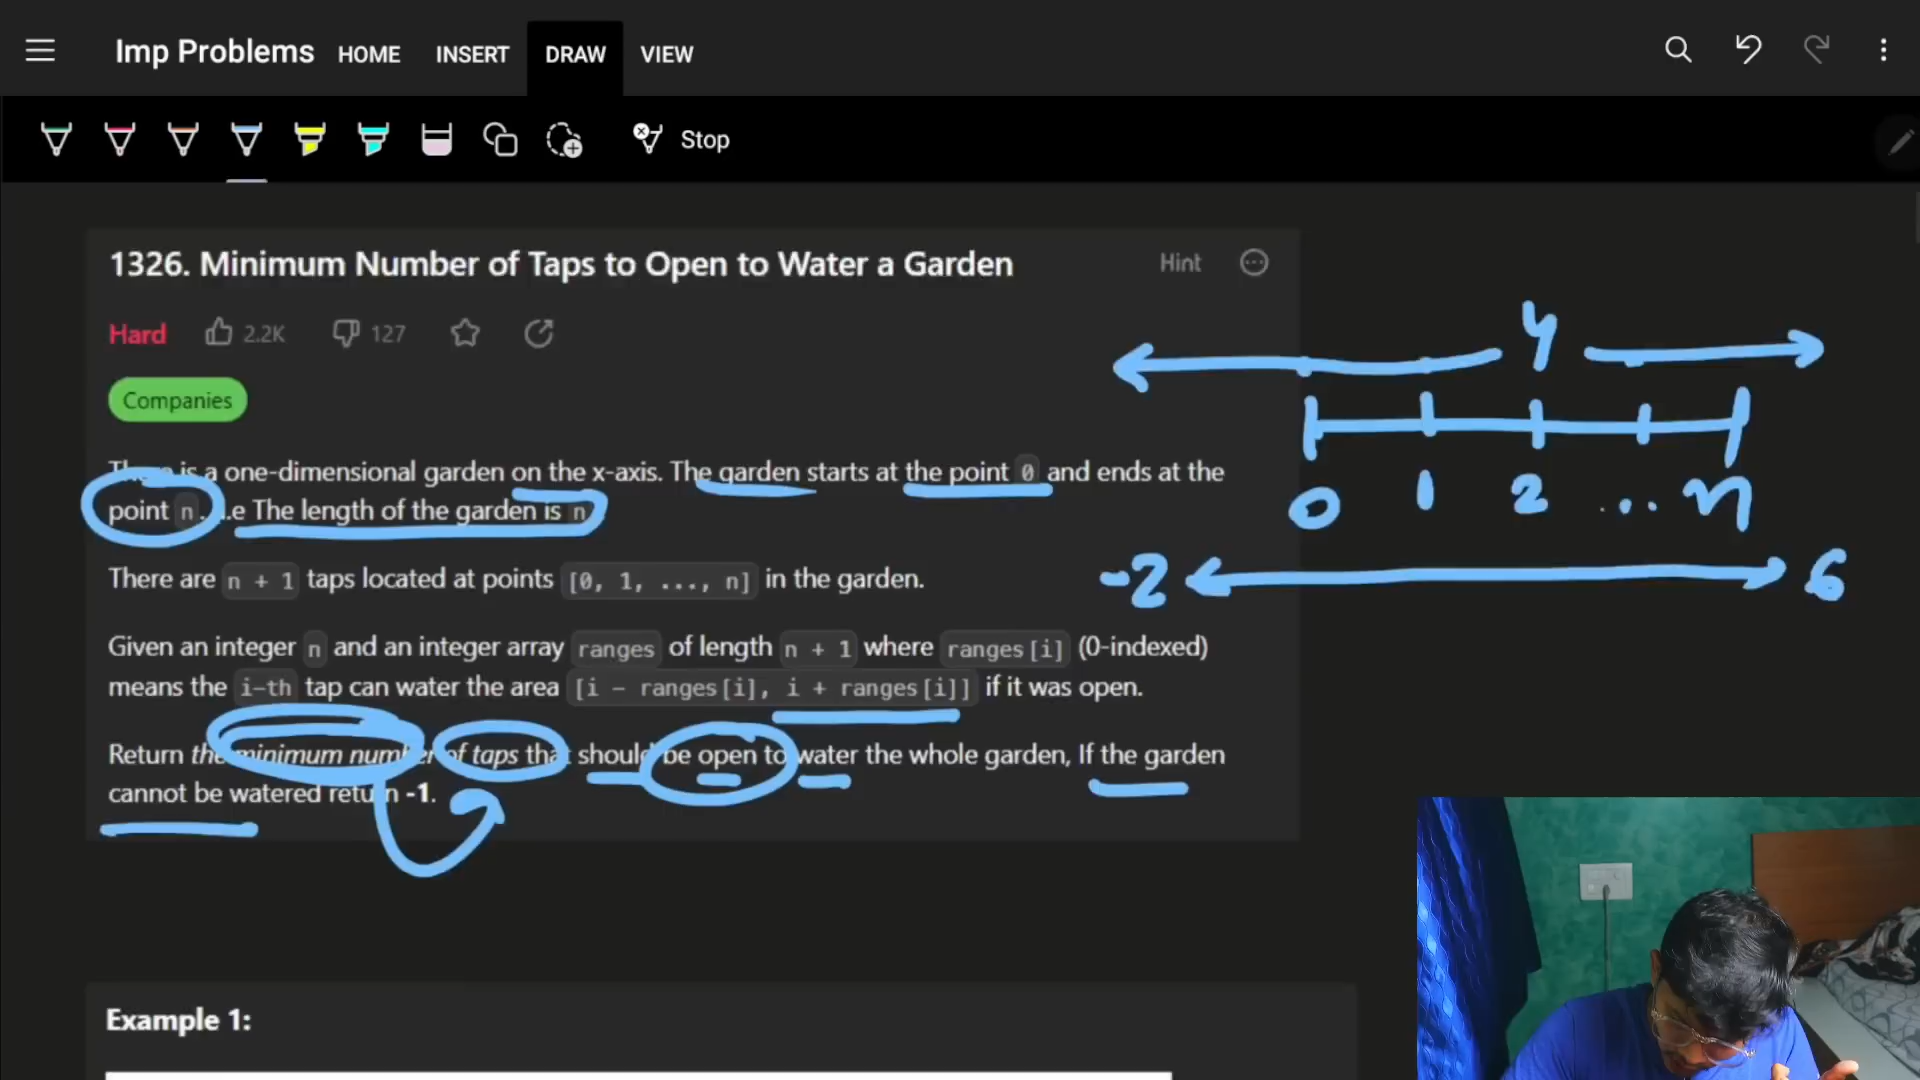 Imp Problems HOME INSERT DRAW VIEW
Stop
1326. Minimum Number of Taps to Open to Water a Garden Hint
Hard 2.2K 127
Companies
There is a one-dimensional garden on the x-axis. The garden starts at the point 0 and ends at the
point n. .e The length of the garden is n
There are n + 1 taps located at points [0, 1, ..., n] in the garden.
Given an integer n and an integer array ranges of length n + 1 where ranges[i] (0-indexed)
means the i-th tap can water the area [i - ranges[i], i + ranges[i]] if it was open.
Return the minimum number of taps that should be open to water the whole garden, If the garden
cannot be watered return -1.
4
0 1 2 ... n
-2 6
Example 1: